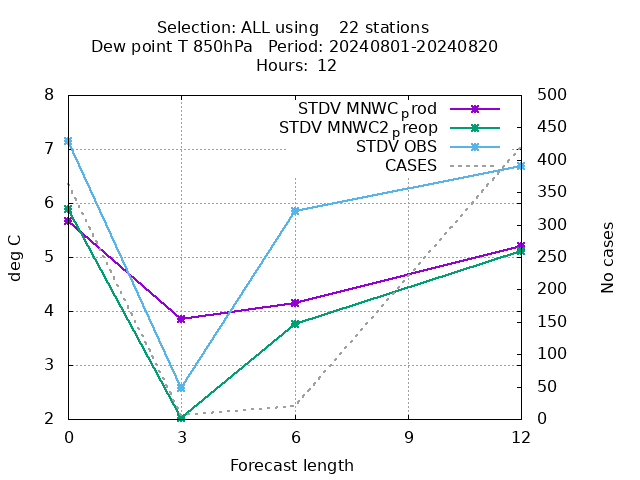 Selection: ALL using    22 stations
Dew point T 850hPa   Period: 20240801-20240820
Hours: 12
STDV MNWCprod
STDV MNWC2preop
STDV OBS
CASES
deg C
8
7
6
5
4
3
2
No cases
500
450
400
350
300
250
200
150
100
50
0
0 3 6 9 12
Forecast length